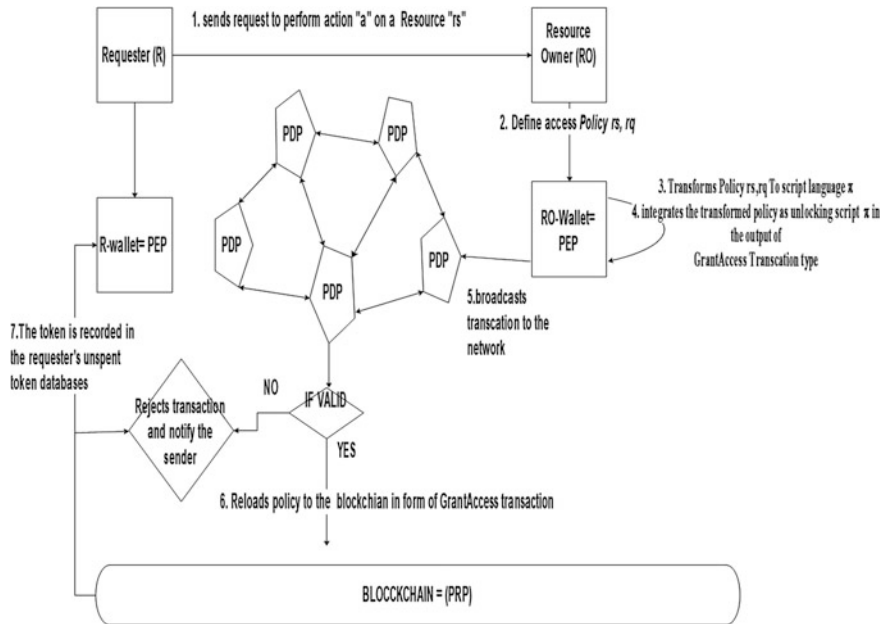 1. sends request to perform action "a" on a Resource "rs"
Requester (R)
Resource
Owner (RO)
PDP
PDP
2. Define access Policy rs, rq
3. Transforms Policy rs,rq To script language π
4. integrates the transformed policy as unlocking script π in
the output of
GrantAccess Transcation type
R-wallet= PEP
RO-Wallet=
PEP
PDP
PDP
PDP
5.broadcasts
transcation to the
network
7.The token is recorded in
the requester's unspent
token databases
NO
IF VALID
Rejects transaction
and notify the
sender
YES
6. Reloads policy to the blockchian in form of GrantAccess transaction
BLOCCKCHAIN = (PRP)